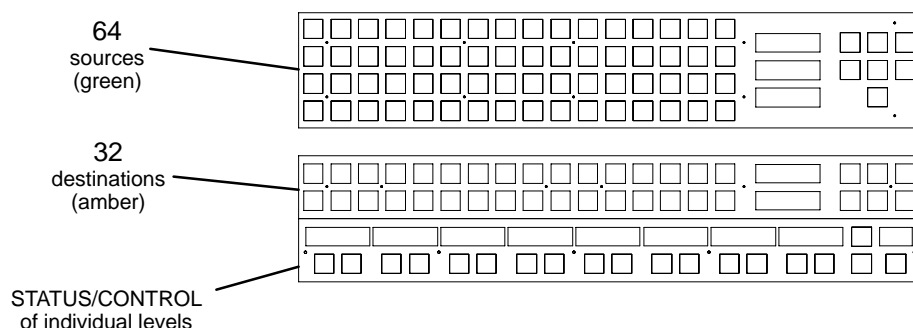 64
sources
(green)
32
destinations
(amber)
STATUS/CONTROL
of individual levels